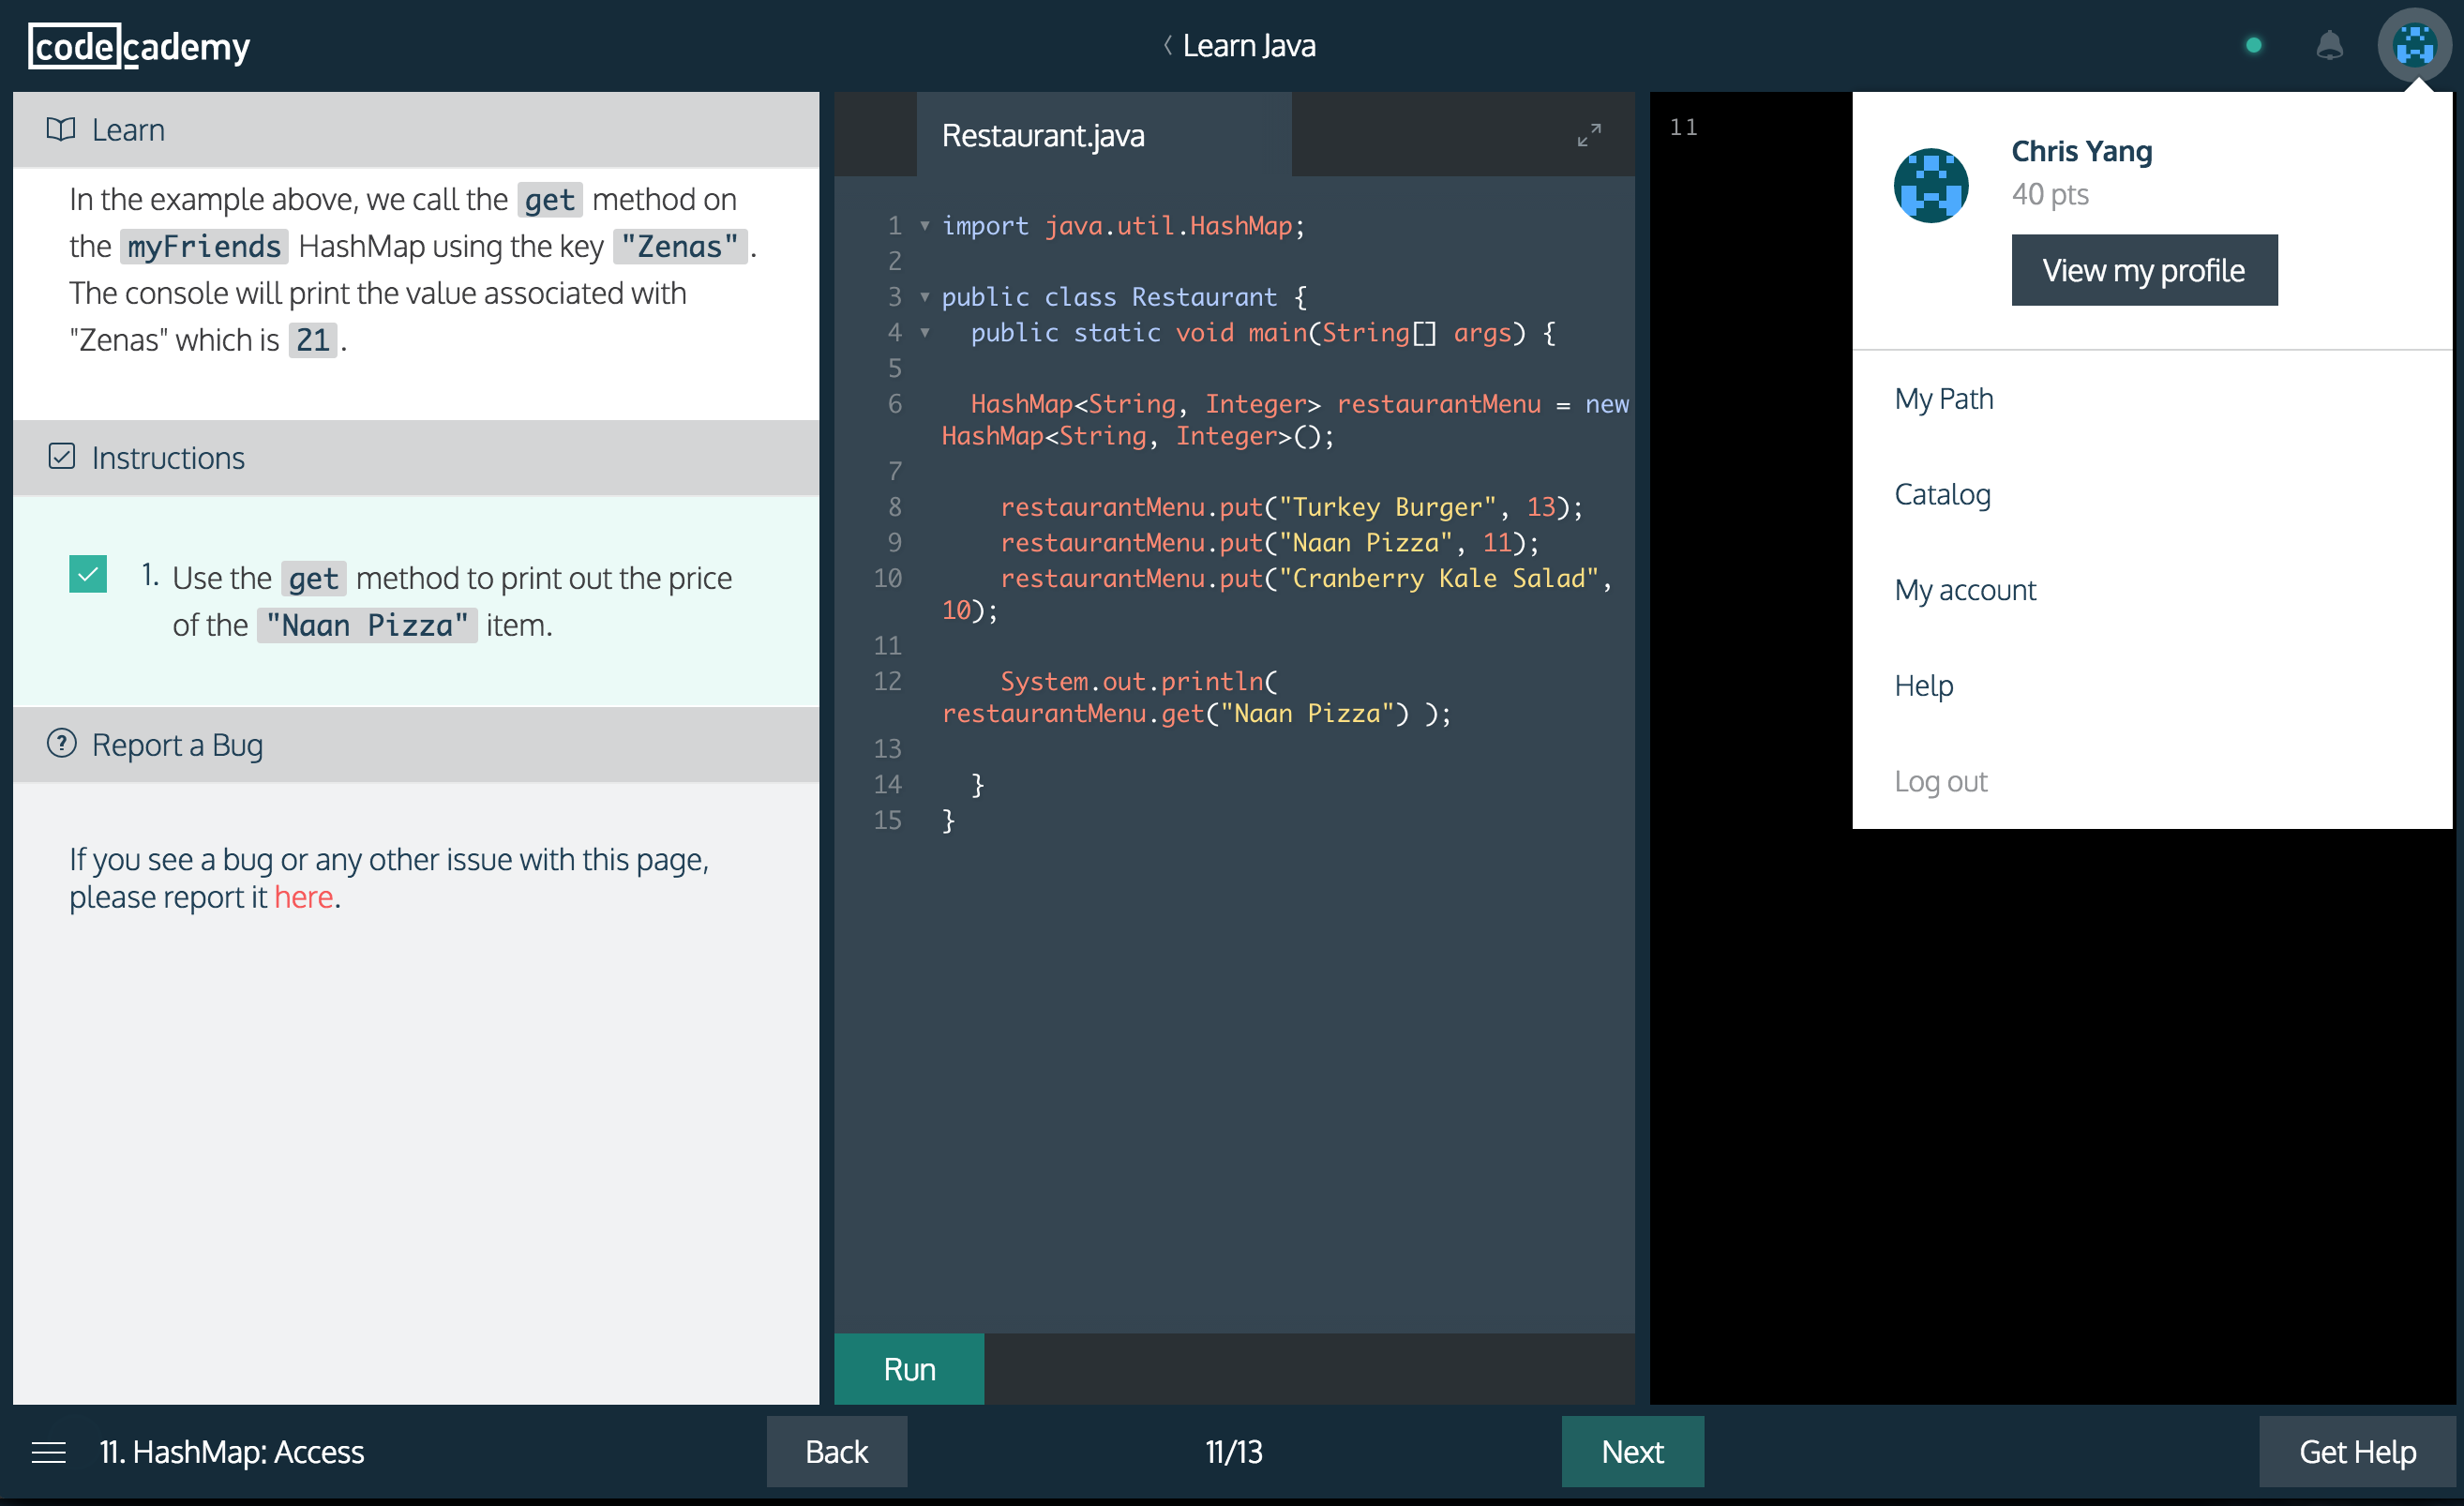 codecademy
Learn Java
Learn
In the example above, we call the get method on
the myFriends HashMap using the key "Zenas".
The console will print the value associated with
"Zenas" which is 21.
Instructions
1. Use the get method to print out the price
of the "Naan Pizza" item.
? Report a Bug
If you see a bug or any other issue with this page,
please report it here.
Restaurant.java
1 import java.util.HashMap;
2
3 public class Restaurant {
4 public static void main(String[] args) {
5
6 HashMap<String, Integer> restaurantMenu = new
HashMap<String, Integer>();
7
8 restaurantMenu.put("Turkey Burger", 13);
9 restaurantMenu.put("Naan Pizza", 11);
10 restaurantMenu.put("Cranberry Kale Salad",
10);
11
12 System.out.println(
restaurantMenu.get("Naan Pizza") );
13
14 }
15 }
Run
11
Chris Yang
40 pts
View my profile
My Path
Catalog
My account
Help
Log out
11. HashMap: Access
Back
11/13
Next
Get Help